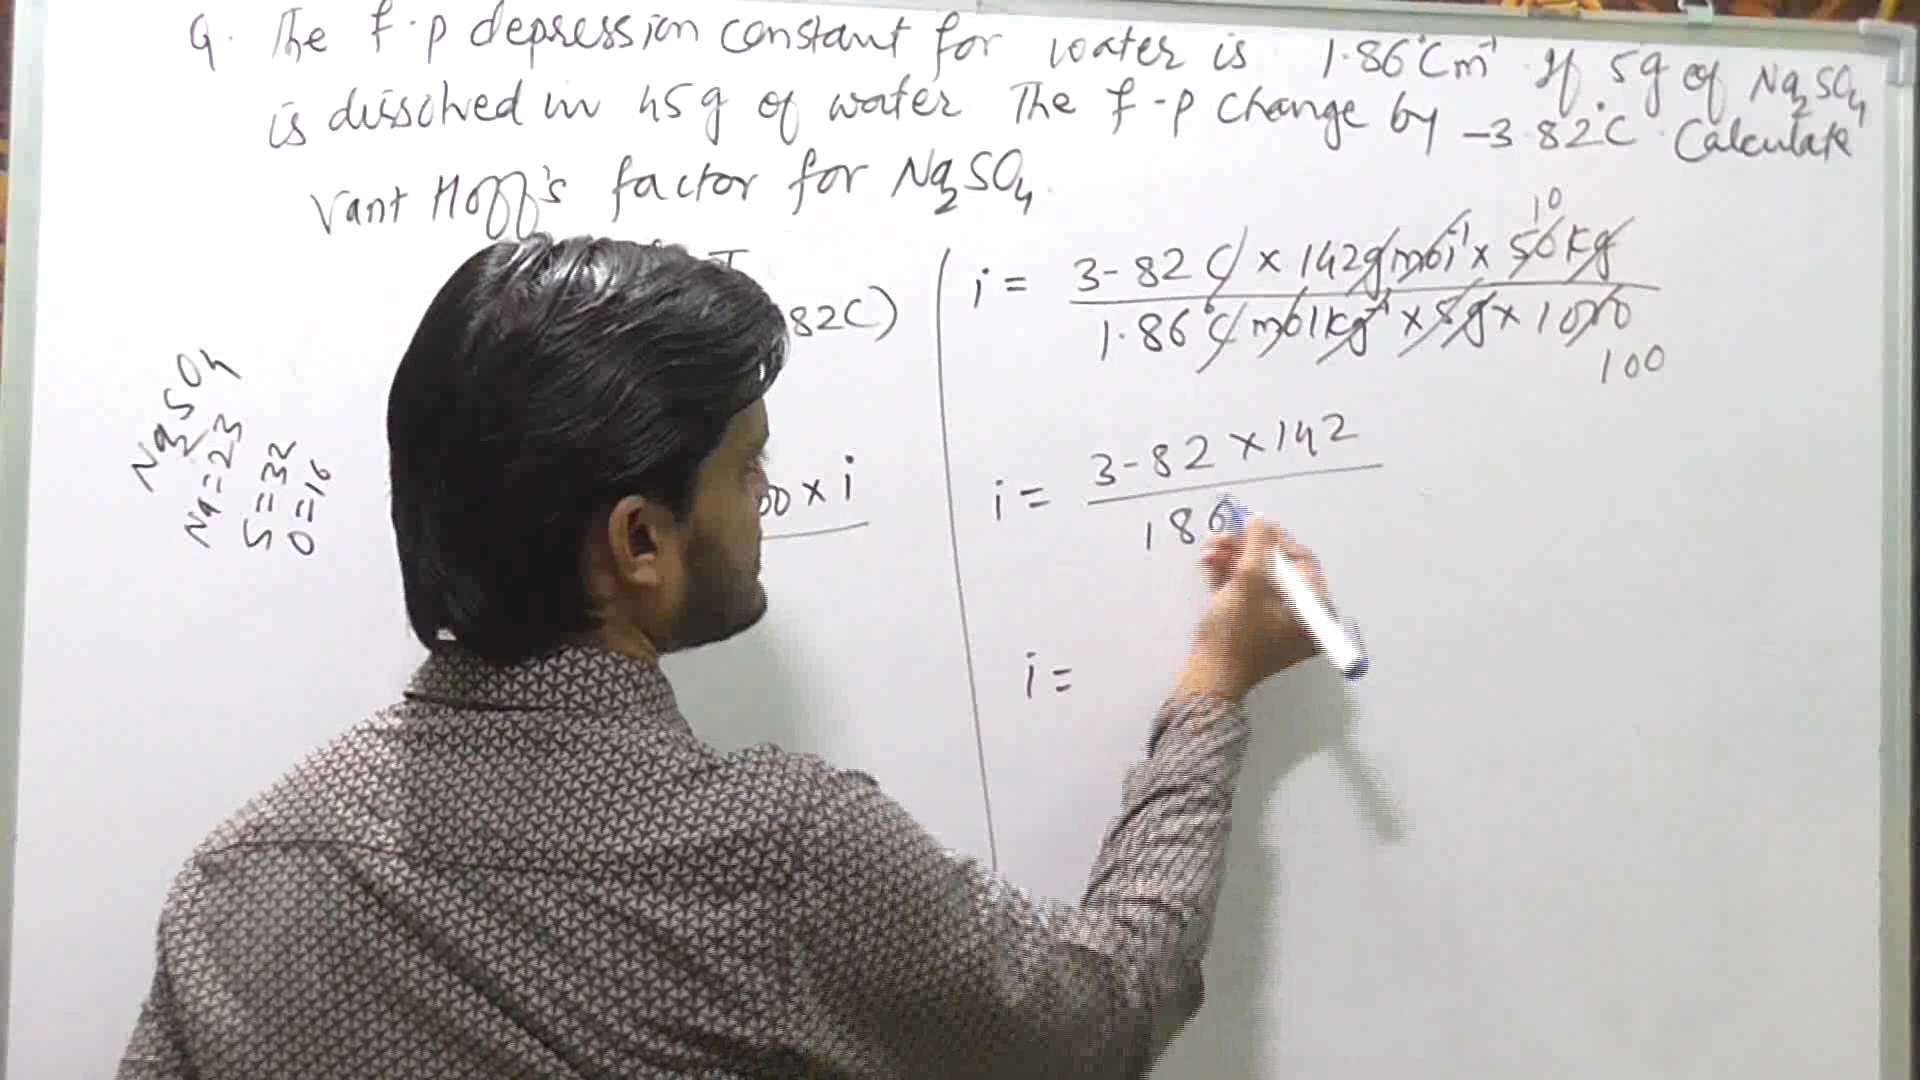 Q. The f.p depression constant for water is 1.86°Cm⁻¹. If 5g of Na₂SO₄
is dissolved in 45g of water The f-p change by -3.82°C. Calculate
Vant Hoff's factor for Na₂SO₄.
82C)
00 x i
Na₂SO₄
Na = 23
S = 32
O = 16
i = 3-82 C x 142 g mol⁻¹ x 50 kg
10
1.86°C mol kg⁻¹ x 5g x 1000
100
i = 3-82 x 142
186
i =